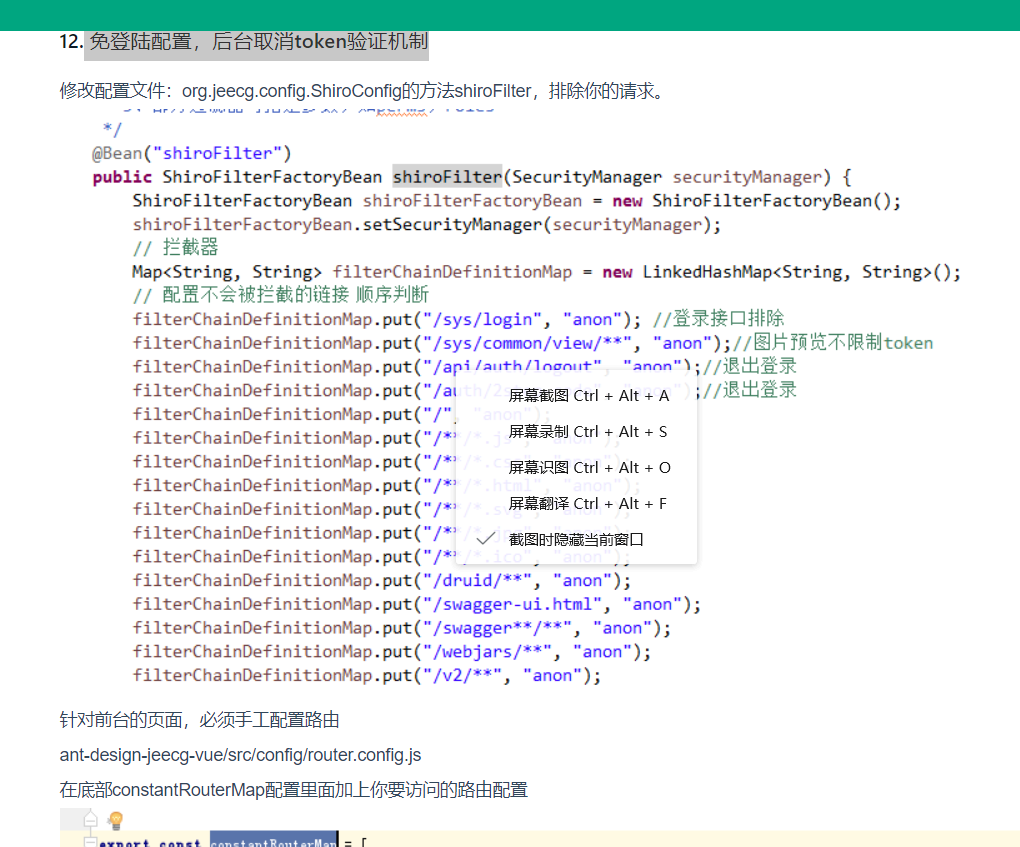 12. 免登陆配置，后台取消token验证机制
修改配置文件：org.jeecg.config.ShiroConfig的方法shiroFilter，排除你的请求。
*/
@Bean("shiroFilter")
public ShiroFilterFactoryBean shiroFilter(SecurityManager securityManager) {
ShiroFilterFactoryBean shiroFilterFactoryBean = new ShiroFilterFactoryBean();
shiroFilterFactoryBean.setSecurityManager(securityManager);
// 拦截器
Map<String, String> filterChainDefinitionMap = new LinkedHashMap<String, String>();
// 配置不会被拦截的链接 顺序判断
filterChainDefinitionMap.put("/sys/login", "anon"); //登录接口排除
filterChainDefinitionMap.put("/sys/common/view/**", "anon");//图片预览不限制token
filterChainDefinitionMap.put("/api/auth/logout", "anon");//退出登录
filterChainDefinitionMap.put("/auth/2 );//退出登录
filterChainDefinitionMap.put("/", "anon");
filterChainDefinitionMap.put("/**/*.js
filterChainDefinitionMap.put("/**
filterChainDefinitionMap.put("/**/*.html", "anon");
filterChainDefinitionMap.put("/**
filterChainDefinitionMap.put("/**
filterChainDefinitionMap.put("/**/*.ico", "anon");
filterChainDefinitionMap.put("/druid/**", "anon");
filterChainDefinitionMap.put("/swagger-ui.html", "anon");
filterChainDefinitionMap.put("/swagger**/**", "anon");
filterChainDefinitionMap.put("/webjars/**", "anon");
filterChainDefinitionMap.put("/v2/**", "anon");
屏幕截图 Ctrl + Alt + A
屏幕录制 Ctrl + Alt + S
屏幕识图 Ctrl + Alt + O
屏幕翻译 Ctrl + Alt + F
截图时隐藏当前窗口
针对前台的页面，必须手工配置路由
ant-design-jeecg-vue/src/config/router.config.js
在底部constantRouterMap配置里面加上你要访问的路由配置
export const constantRouterMap = [